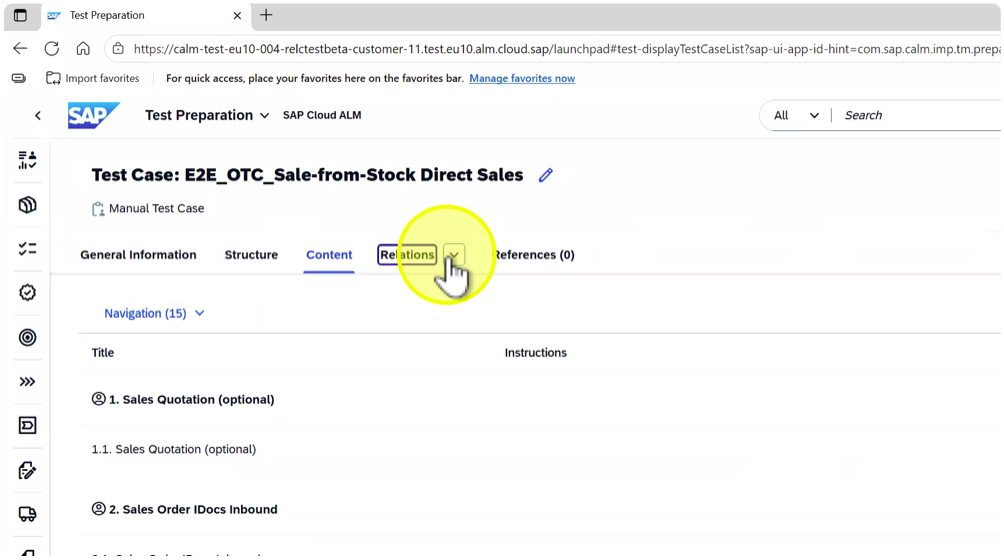 Test Preparation
https://calm-test-eu10-004-relctestbeta-customer-11.test.eu10.alm.cloud.sap/launchpad#test-displayTestCaseList?sap-ui-app-id-hint=com.sap.calm.imp.tm.prepa
Import favorites
For quick access, place your favorites here on the favorites bar. Manage favorites now
SAP Test Preparation SAP Cloud ALM All Search
Test Case: E2E_OTC_Sale-from-Stock Direct Sales
Manual Test Case
General Information Structure Content Relations References (0)
Navigation (15)
Title Instructions
1. Sales Quotation (optional)
1.1. Sales Quotation (optional)
2. Sales Order IDocs Inbound